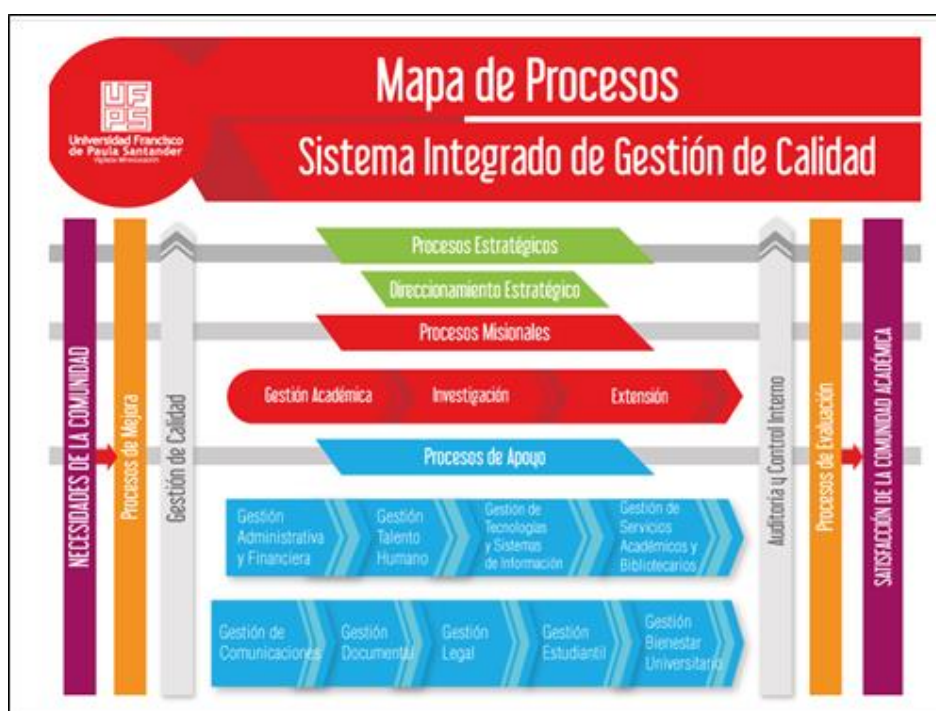 Mapa de Procesos
UFPS
Universidad Francisco
de Paula Santander
Vigilada Mineducación
Sistema Integrado de Gestión de Calidad
NECESIDADES DE LA COMUNIDAD
Procesos de Mejora
Gestión de Calidad
Procesos Estratégicos
Direccionamiento Estratégico
Procesos Misionales
Gestión Académica
Investigación
Extensión
Procesos de Apoyo
Gestión
Administrativa
y Financiera
Gestión
Talento
Humano
Gestión de
Tecnologías
y Sistemas
de Información
Gestión de
Servicios
Académicos y
Bibliotecarios
Gestión de
Comunicaciones
Gestión
Documental
Gestión
Legal
Gestión
Estudiantil
Gestión
Bienestar
Universitario
Auditoria y Control Interno
Procesos de Evaluación
SATISFACCIÓN DE LA COMUNIDAD ACADÉMICA